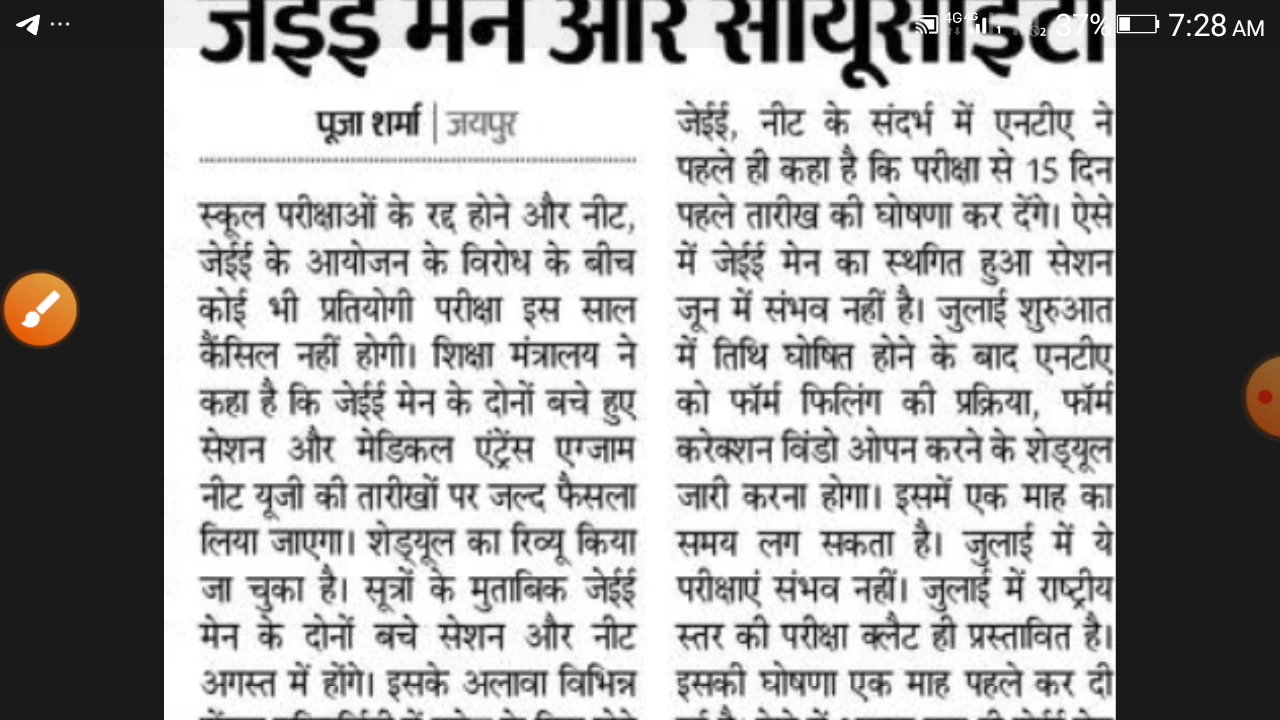 4G 4G 37% 7:28 AM
जेईई मेन और सीयूसीईटी
पूजा शर्मा | जयपुर
स्कूल परीक्षाओं के रद्द होने और नीट,
जेईई के आयोजन के विरोध के बीच
कोई भी प्रतियोगी परीक्षा इस साल
कैंसिल नहीं होगी। शिक्षा मंत्रालय ने
कहा है कि जेईई मेन के दोनों बचे हुए
सेशन और मेडिकल एंट्रेंस एग्जाम
नीट यूजी की तारीखों पर जल्द फैसला
लिया जाएगा। शेड्यूल का रिव्यू किया
जा चुका है। सूत्रों के मुताबिक जेईई
मेन के दोनों बचे सेशन और नीट
अगस्त में होंगे। इसके अलावा विभिन्न
जेईई, नीट के संदर्भ में एनटीए ने
पहले ही कहा है कि परीक्षा से 15 दिन
पहले तारीख की घोषणा कर देंगे। ऐसे
में जेईई मेन का स्थगित हुआ सेशन
जून में संभव नहीं है। जुलाई शुरुआत
में तिथि घोषित होने के बाद एनटीए
को फॉर्म फिलिंग की प्रक्रिया, फॉर्म
करेक्शन विंडो ओपन करने के शेड्यूल
जारी करना होगा। इसमें एक माह का
समय लग सकता है। जुलाई में ये
परीक्षाएं संभव नहीं। जुलाई में राष्ट्रीय
स्तर की परीक्षा क्लैट ही प्रस्तावित है।
इसकी घोषणा एक माह पहले कर दी